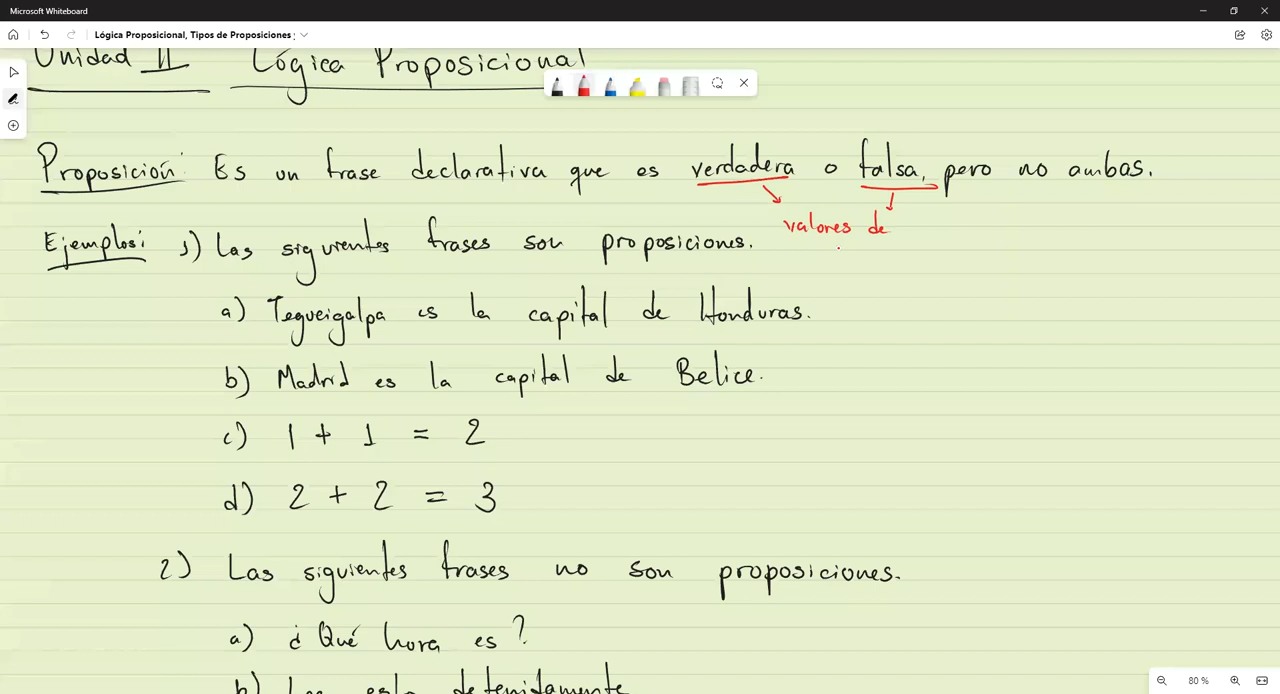 Microsoft Whiteboard
Lógica Proposicional, Tipos de Proposiciones
Unidad II Lógica Proposicional
Proposición: Es un frase declarativa que es verdadera o falsa, pero no ambas.
valores de
Ejemplos: 1) Las siguientes frases son proposiciones.
a) Tegucigalpa es la capital de Honduras.
b) Madrid es la capital de Belice.
c) 1 + 1 = 2
d) 2 + 2 = 3
2) Las siguientes frases no son proposiciones.
a) ¿Qué hora es?
b) Lea esto detenidamente
80 %